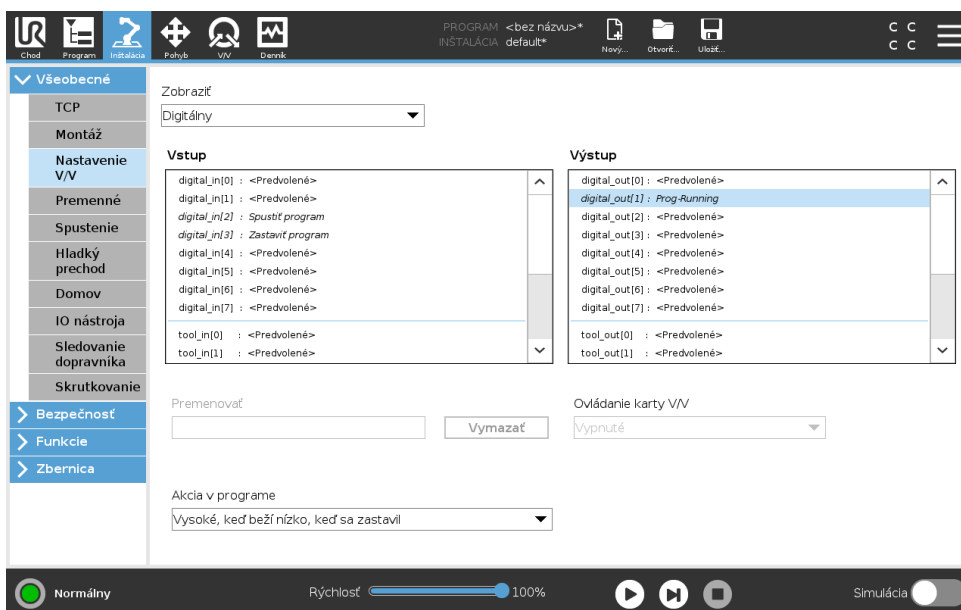 PROGRAM <bez názvu>*
INŠTALÁCIA default*
Chod
Program
Inštalácia
Pohyb
V/V
Denník
Nový...
Otvoriť...
Uložiť...
C C
C C
Všeobecné
TCP
Montáž
Nastavenie
V/V
Premenné
Spustenie
Hladký
prechod
Domov
IO nástroja
Sledovanie
dopravníka
Skrutkovanie
Bezpečnosť
Funkcie
Zbernica
Zobraziť
Digitálny
Vstup
digital_in[0] : <Predvolené>
digital_in[1] : <Predvolené>
digital_in[2] : Spustiť program
digital_in[3] : Zastaviť program
digital_in[4] : <Predvolené>
digital_in[5] : <Predvolené>
digital_in[6] : <Predvolené>
digital_in[7] : <Predvolené>
tool_in[0] : <Predvolené>
tool_in[1] : <Predvolené>
Výstup
digital_out[0] : <Predvolené>
digital_out[1] : Prog-Running
digital_out[2] : <Predvolené>
digital_out[3] : <Predvolené>
digital_out[4] : <Predvolené>
digital_out[5] : <Predvolené>
digital_out[6] : <Predvolené>
digital_out[7] : <Predvolené>
tool_out[0] : <Predvolené>
tool_out[1] : <Predvolené>
Premenovať
Vymazať
Ovládanie karty V/V
Vypnuté
Akcia v programe
Vysoké, keď beží nízko, keď sa zastavil
Normálny
Rýchlosť
100%
Simulácia